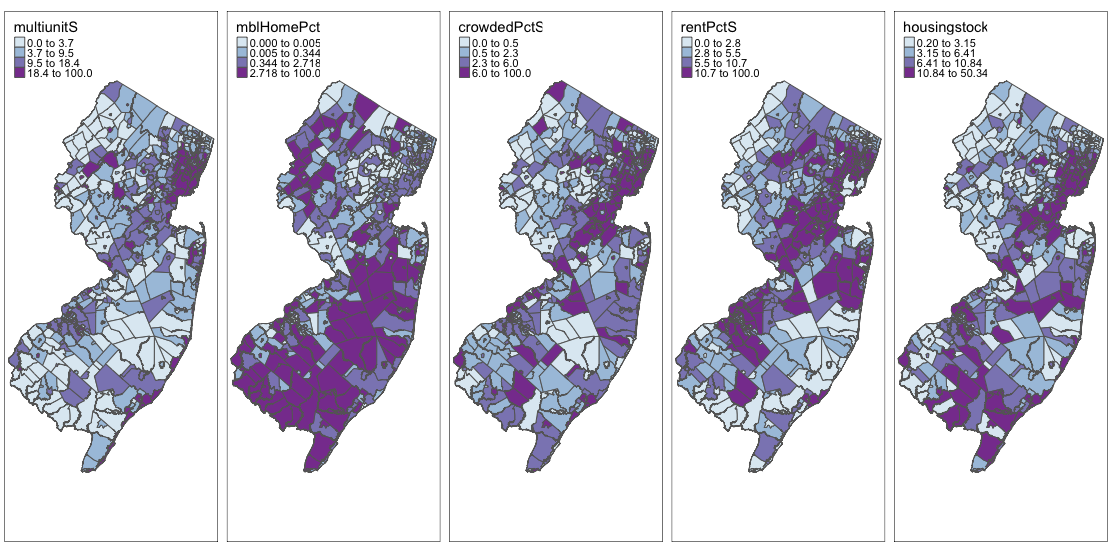 multiunitS
0.0 to 3.7
3.7 to 9.5
9.5 to 18.4
18.4 to 100.0
mblHomePct
0.000 to 0.005
0.005 to 0.344
0.344 to 2.718
2.718 to 100.0
crowdedPctS
0.0 to 0.5
0.5 to 2.3
2.3 to 6.0
6.0 to 100.0
rentPctS
0.0 to 2.8
2.8 to 5.5
5.5 to 10.7
10.7 to 100.0
housingstock
0.20 to 3.15
3.15 to 6.41
6.41 to 10.84
10.84 to 50.34